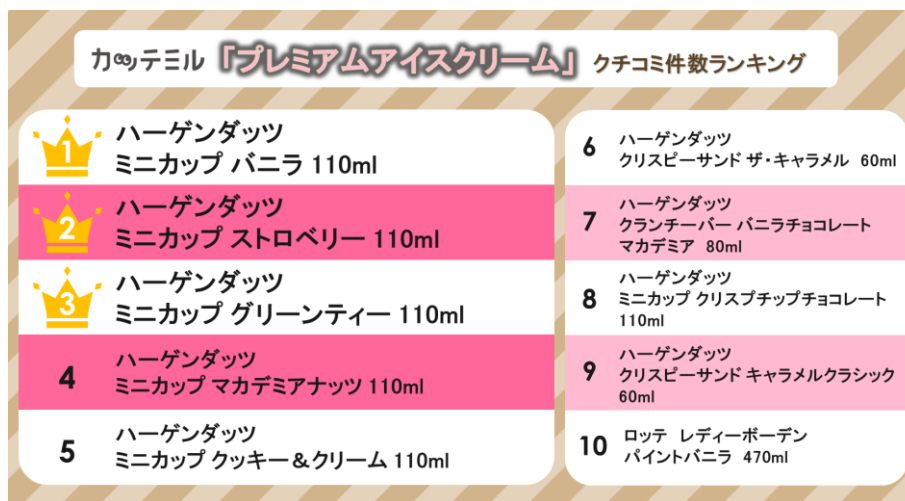 カッテミル「プレミアムアイスクリーム」クチコミ件数ランキング
1
ハーゲンダッツ
ミニカップ バニラ 110ml
2
ハーゲンダッツ
ミニカップ ストロベリー 110ml
3
ハーゲンダッツ
ミニカップ グリーンティー 110ml
4
ハーゲンダッツ
ミニカップ マカデミアナッツ 110ml
5
ハーゲンダッツ
ミニカップ クッキー&クリーム 110ml
6
ハーゲンダッツ
クリスピーサンド ザ・キャラメル 60ml
7
ハーゲンダッツ
クランチーバー バニラチョコレート
マカデミア 80ml
8
ハーゲンダッツ
ミニカップ クリスプチップチョコレート
110ml
9
ハーゲンダッツ
クリスピーサンド キャラメルクラシック
60ml
10
ロッテ レディーボーデン
パイントバニラ 470ml